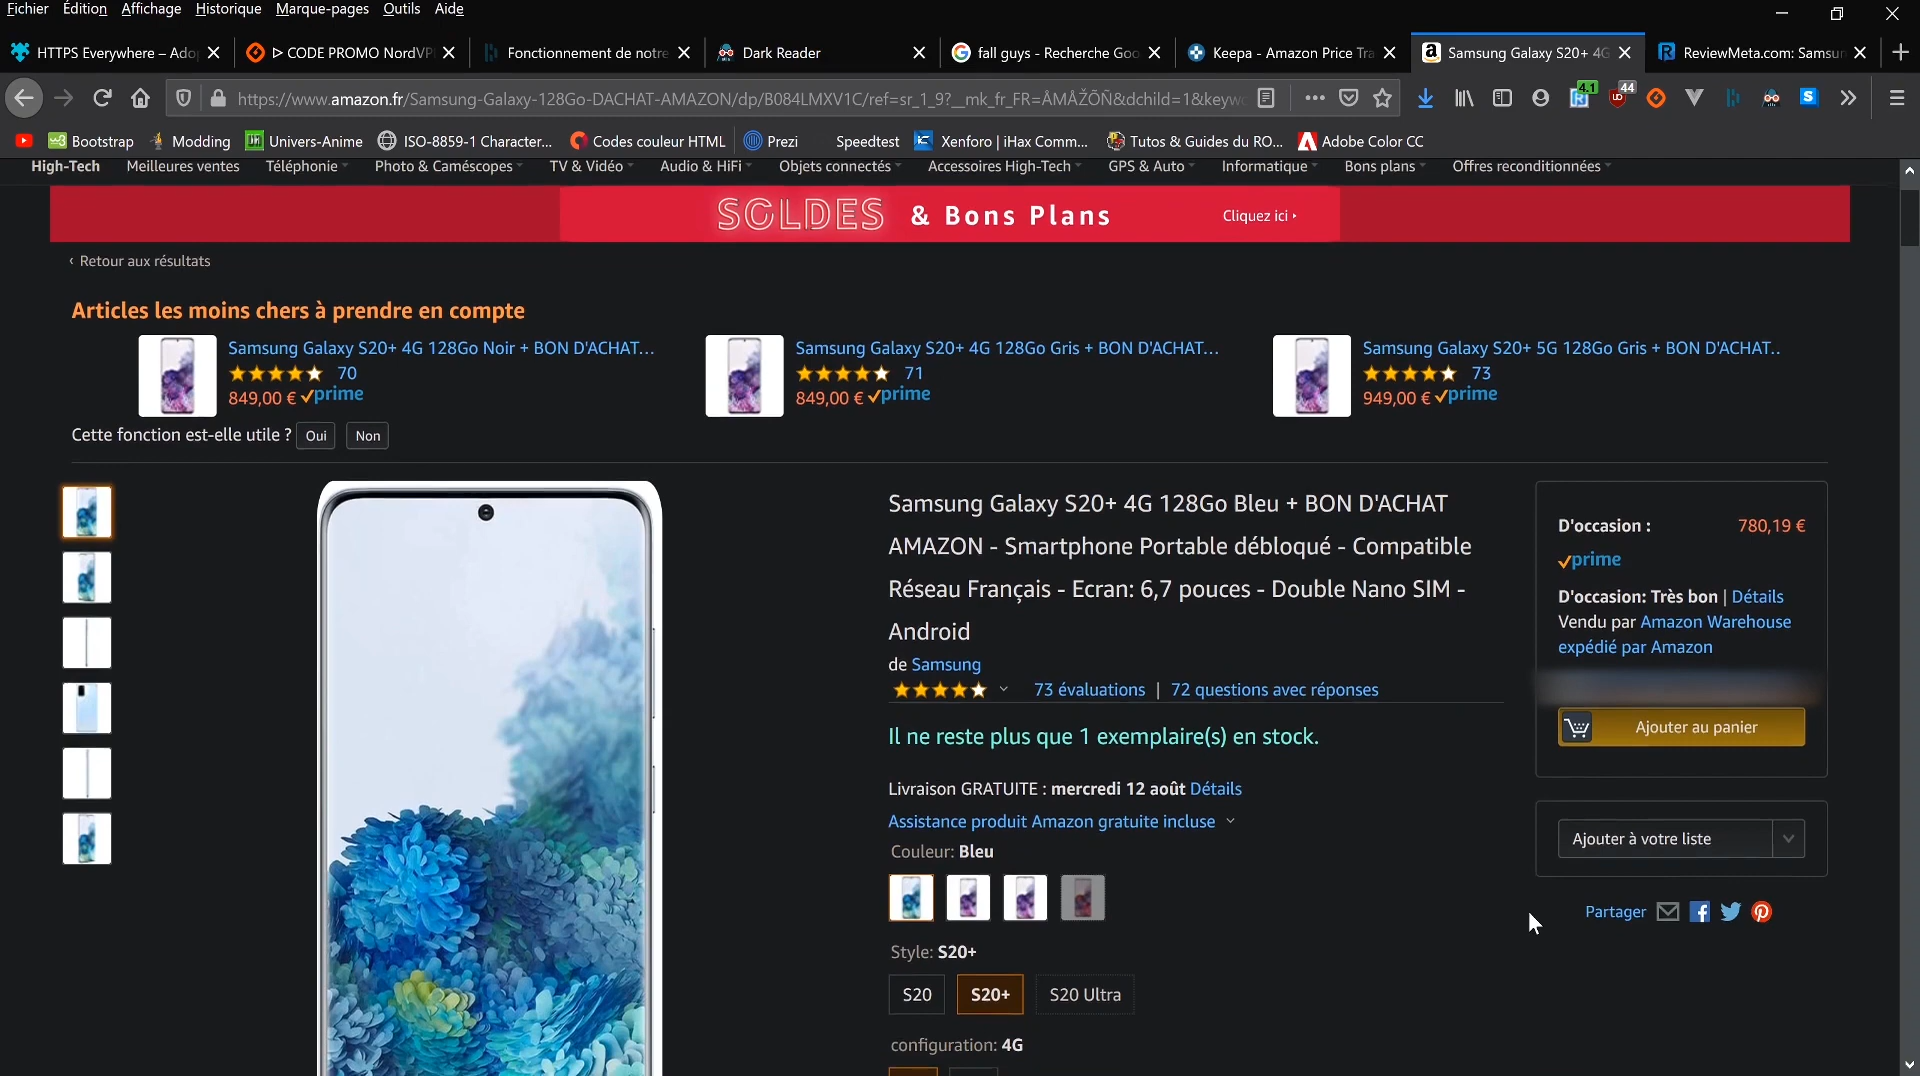 Fichier Édition Affichage Historique Marque-pages Outils Aide
HTTPS Everywhere – Ado
ᐅ CODE PROMO NordVP
Fonctionnement de notre
Dark Reader
fall guys - Recherche Goo
Keepa - Amazon Price Tra
Samsung Galaxy S20+ 4G
ReviewMeta.com: Samsun
https://www.amazon.fr/Samsung-Galaxy-128Go-DACHAT-AMAZON/dp/B084LMXV1C/ref=sr_1_9?__mk_fr_FR=ÅMÅŽÕÑ&dchild=1&keywo
4.1
44
Bootstrap Modding Univers-Anime ISO-8859-1 Character... Codes couleur HTML Prezi Speedtest Xenforo | iHax Comm... Tutos & Guides du RO... Adobe Color CC
High-Tech Meilleures ventes Téléphonie Photo & Caméscopes TV & Vidéo Audio & HiFi Objets connectés Accessoires High-Tech GPS & Auto Informatique Bons plans Offres reconditionnées
SOLDES & Bons Plans Cliquez ici ›
‹ Retour aux résultats
Articles les moins chers à prendre en compte
Samsung Galaxy S20+ 4G 128Go Noir + BON D'ACHAT...
70
849,00 € prime
Samsung Galaxy S20+ 4G 128Go Gris + BON D'ACHAT...
71
849,00 € prime
Samsung Galaxy S20+ 5G 128Go Gris + BON D'ACHAT..
73
949,00 € prime
Cette fonction est-elle utile ? Oui Non
Samsung Galaxy S20+ 4G 128Go Bleu + BON D'ACHAT
AMAZON - Smartphone Portable débloqué - Compatible
Réseau Français - Ecran: 6,7 pouces - Double Nano SIM -
Android
de Samsung
73 évaluations | 72 questions avec réponses
Il ne reste plus que 1 exemplaire(s) en stock.
Livraison GRATUITE : mercredi 12 août Détails
Assistance produit Amazon gratuite incluse
Couleur: Bleu
Style: S20+
S20 S20+ S20 Ultra
configuration: 4G
D'occasion : 780,19 €
prime
D'occasion: Très bon | Détails
Vendu par Amazon Warehouse
expédié par Amazon
Ajouter au panier
Ajouter à votre liste
Partager